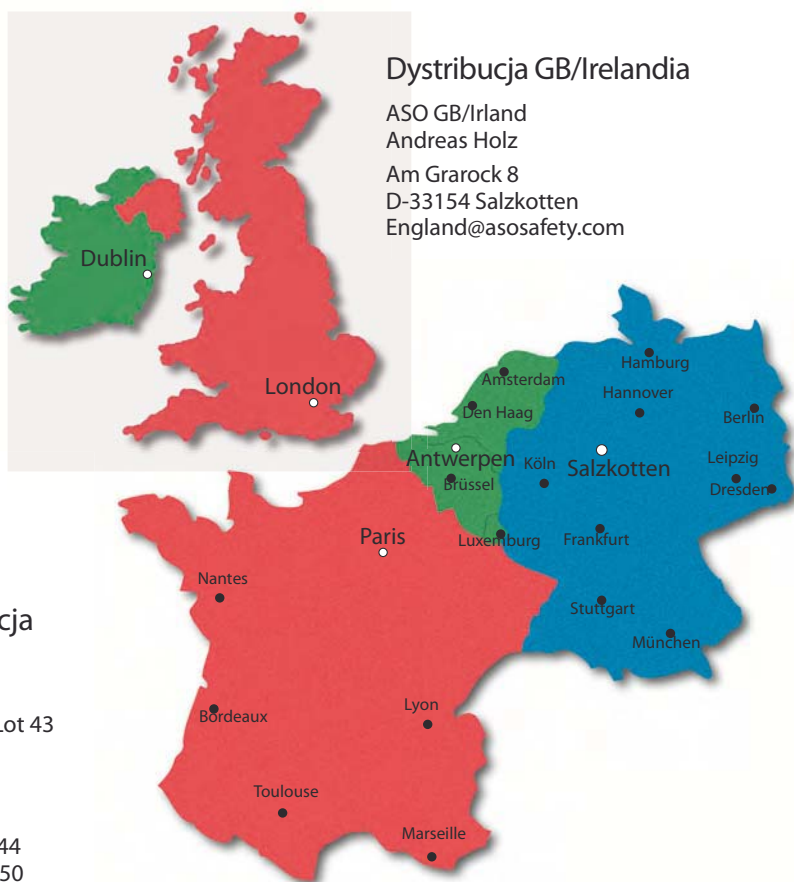 Dystribucja GB/Irelandia
ASO GB/Irland
Andreas Holz
Am Grarock 8
D-33154 Salzkotten
England@asosafety.com
Dublin
London
Hamburg
Amsterdam
Hannover
Den Haag
Berlin
Antwerpen
Köln
Salzkotten
Leipzig
Brüssel
Dresden
Paris
Luxemburg
Frankfurt
Nantes
Stuttgart
cja
München
Lot 43
Bordeaux
Lyon
Toulouse
Marseille
44
50